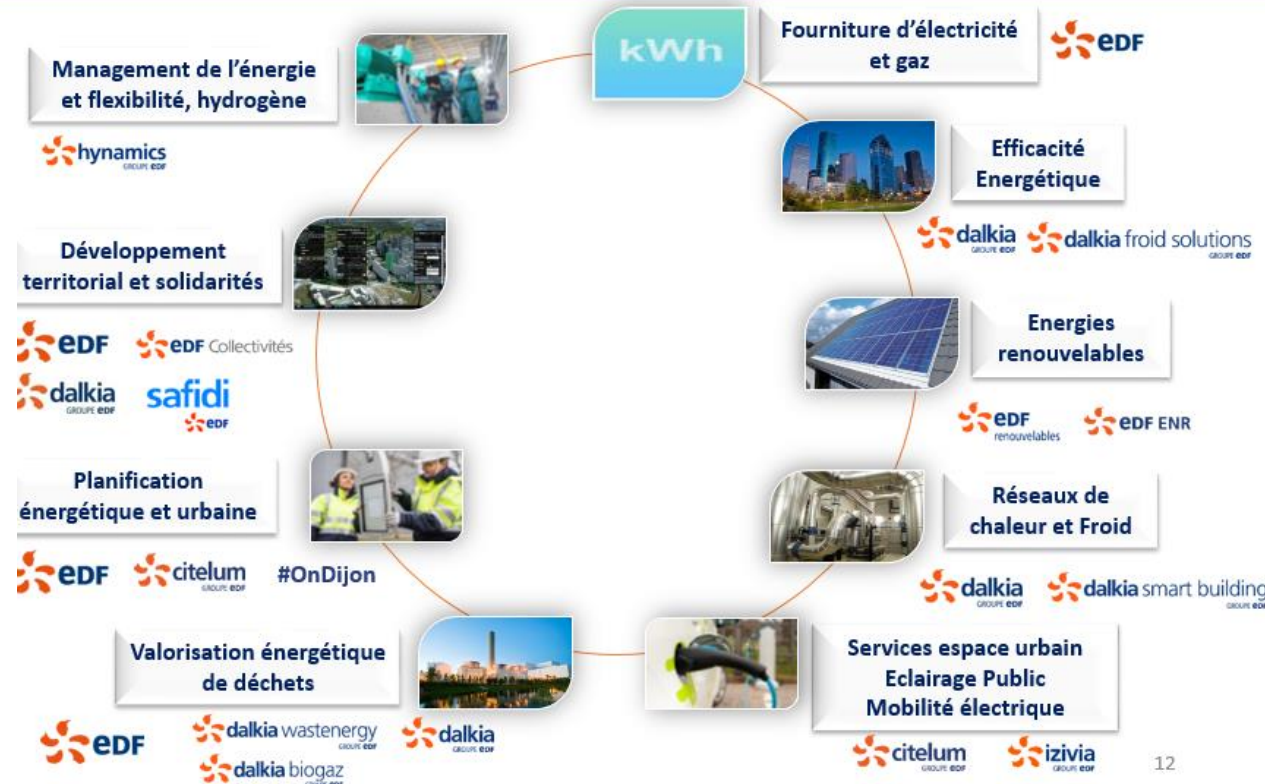 kWh
Fourniture d'électricité
et gaz
eDF
Efficacité
Energétique
dalkia
GROUPE eDF
dalkia froid solutions
GROUPE eDF
Energies
renouvelables
eDF
renouvelables
eDF ENR
Réseaux de
chaleur et Froid
dalkia
GROUPE eDF
dalkia smart building
GROUPE eDF
Services espace urbain
Eclairage Public
Mobilité électrique
citelum
GROUPE eDF
izivia
GROUPE eDF
Valorisation énergétique
de déchets
eDF
dalkia wastenergy
GROUPE eDF
dalkia
GROUPE eDF
dalkia biogaz
GROUPE eDF
Planification
énergétique et urbaine
eDF
citelum
GROUPE eDF
#OnDijon
Développement
territorial et solidarités
eDF
eDF Collectivités
dalkia
GROUPE eDF
safidi
eDF
Management de l'énergie
et flexibilité, hydrogène
hynamics
GROUPE eDF
12